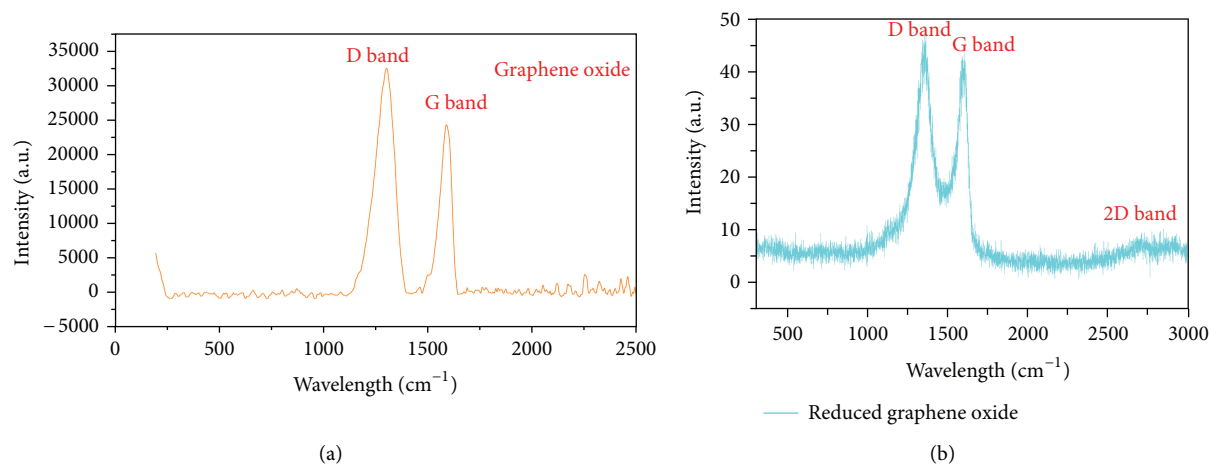 35000
30000
25000
20000
15000
10000
5000
0
−5000
Intensity (a.u.)
D band
G band
Graphene oxide
0 500 1000 1500 2000 2500
Wavelength (cm−1)
(a)
50
40
30
20
10
0
Intensity (a.u.)
D band
G band
2D band
500 1000 1500 2000 2500 3000
Wavelength (cm−1)
Reduced graphene oxide
(b)